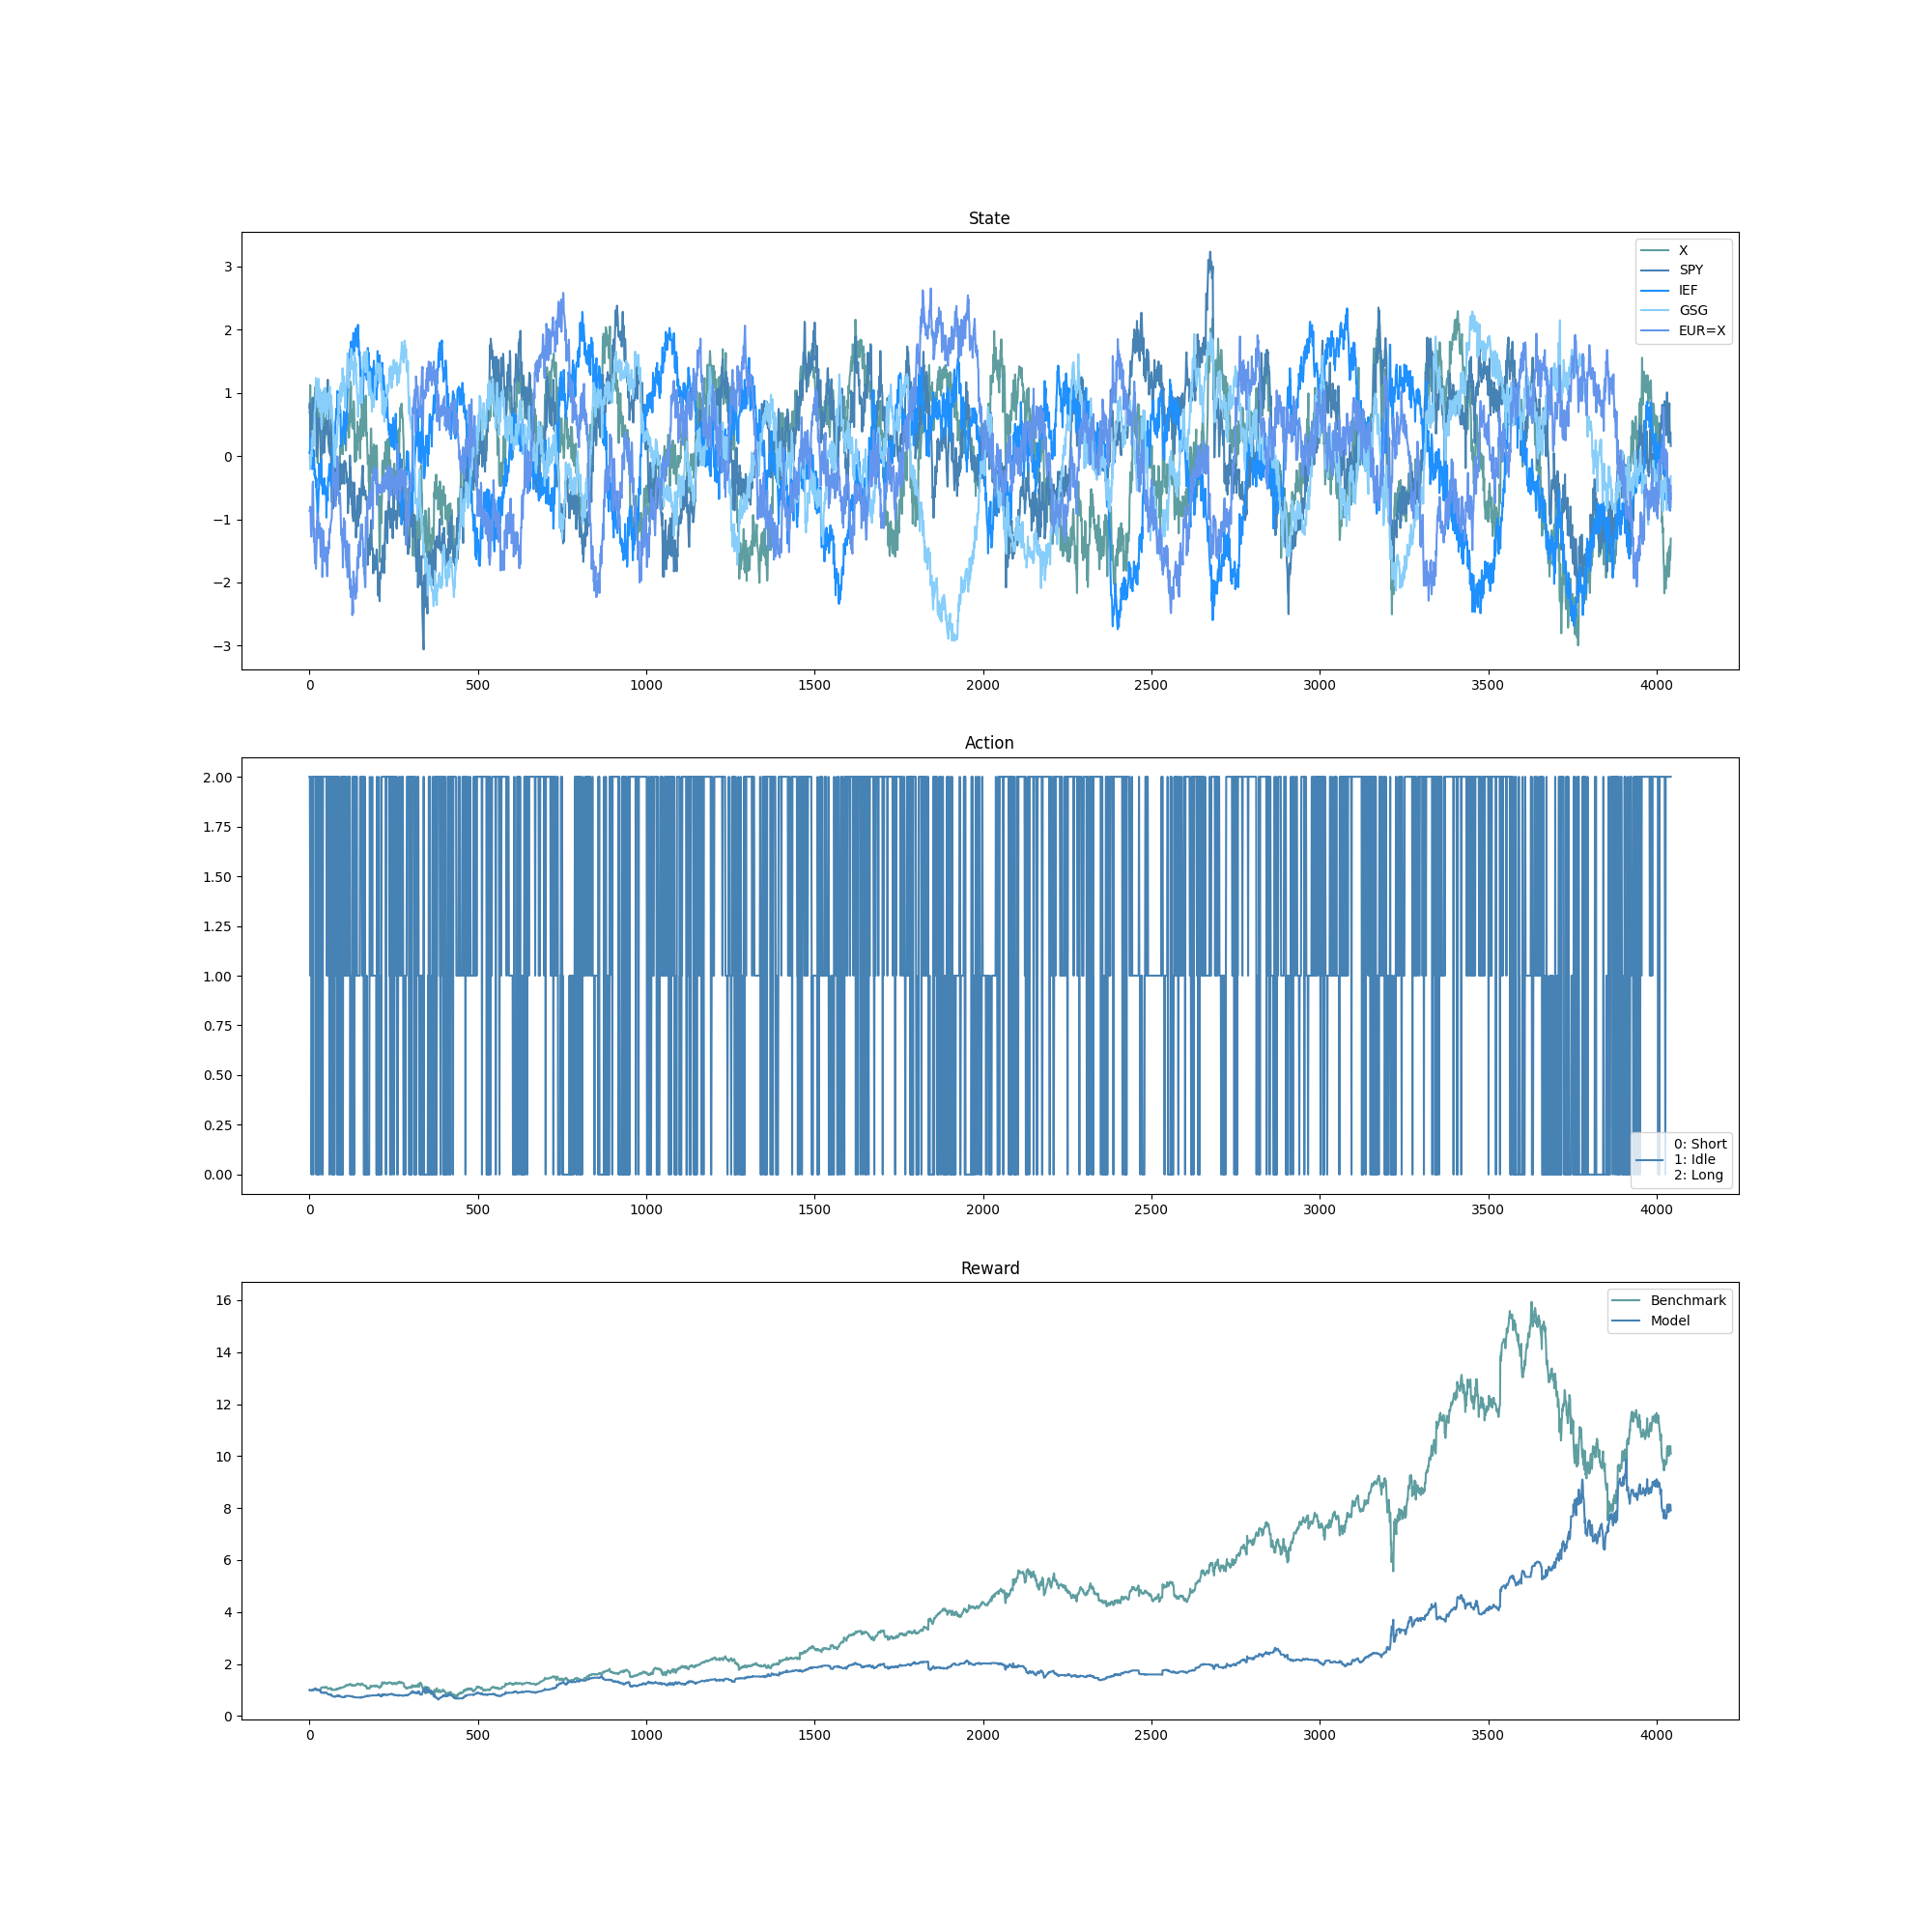 State
3
2
1
0
−1
−2
−3
X
SPY
IEF
GSG
EUR=X
0 500 1000 1500 2000 2500 3000 3500 4000
Action
2.00
1.75
1.50
1.25
1.00
0.75
0.50
0.25
0.00
0: Short
1: Idle
2: Long
0 500 1000 1500 2000 2500 3000 3500 4000
Reward
16
14
12
10
8
6
4
2
0
Benchmark
Model
0 500 1000 1500 2000 2500 3000 3500 4000